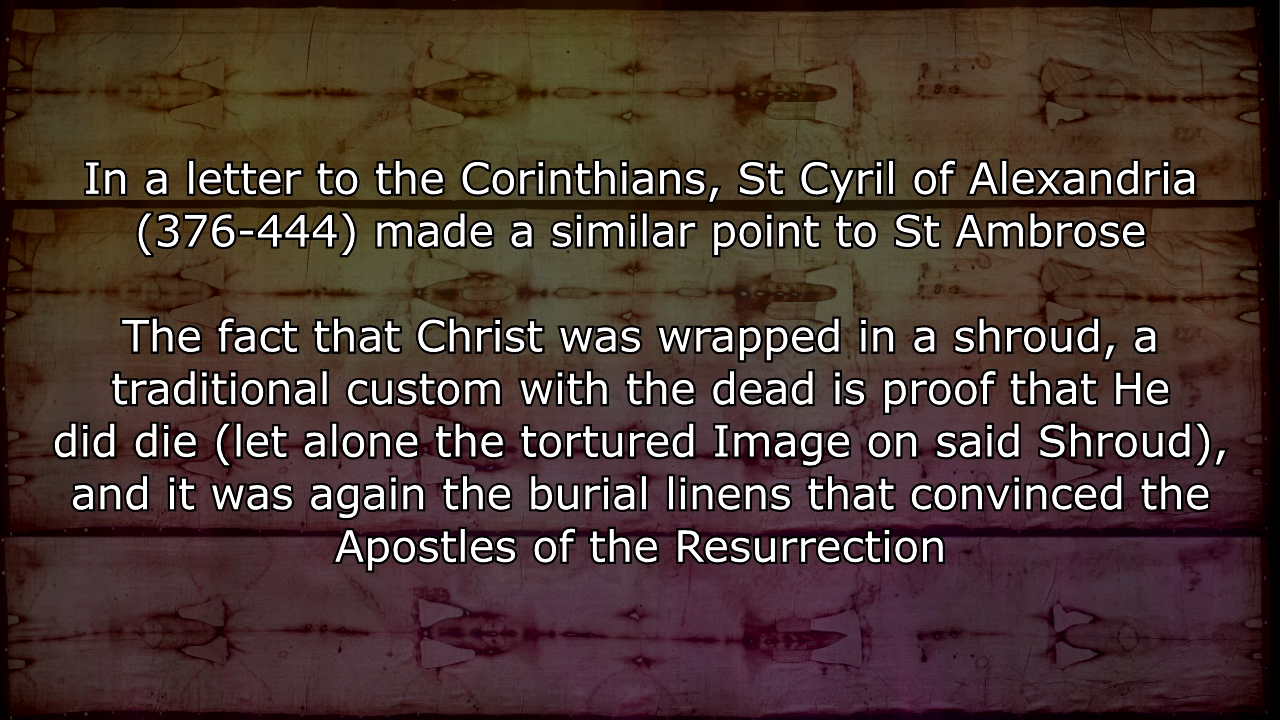 In a letter to the Corinthians, St Cyril of Alexandria
(376-444) made a similar point to St Ambrose
The fact that Christ was wrapped in a shroud, a
traditional custom with the dead is proof that He
did die (let alone the tortured Image on said Shroud),
and it was again the burial linens that convinced the
Apostles of the Resurrection